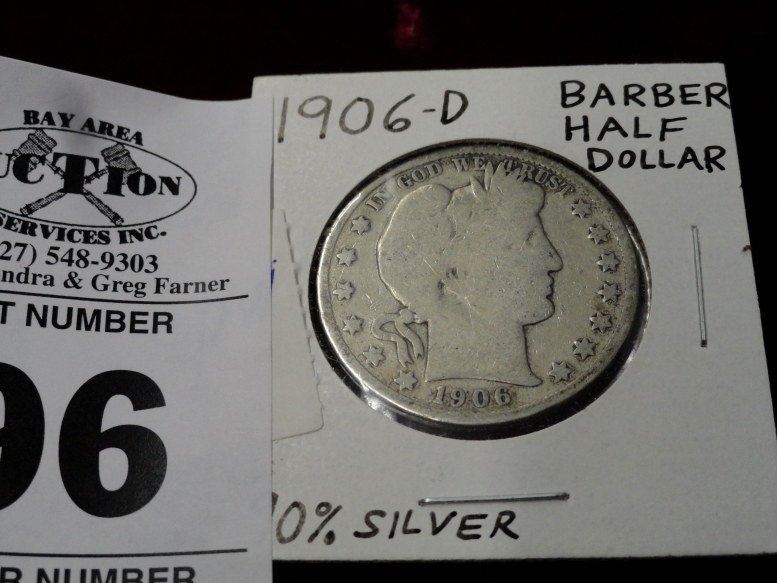 BAY AREA
UCTION
SERVICES INC.
27) 548-9303
ndra & Greg Farner
T NUMBER
96
R NUMBER
1906-D
BARBER
HALF
DOLLAR
IN GOD WE TRUST
1906
0% SILVER